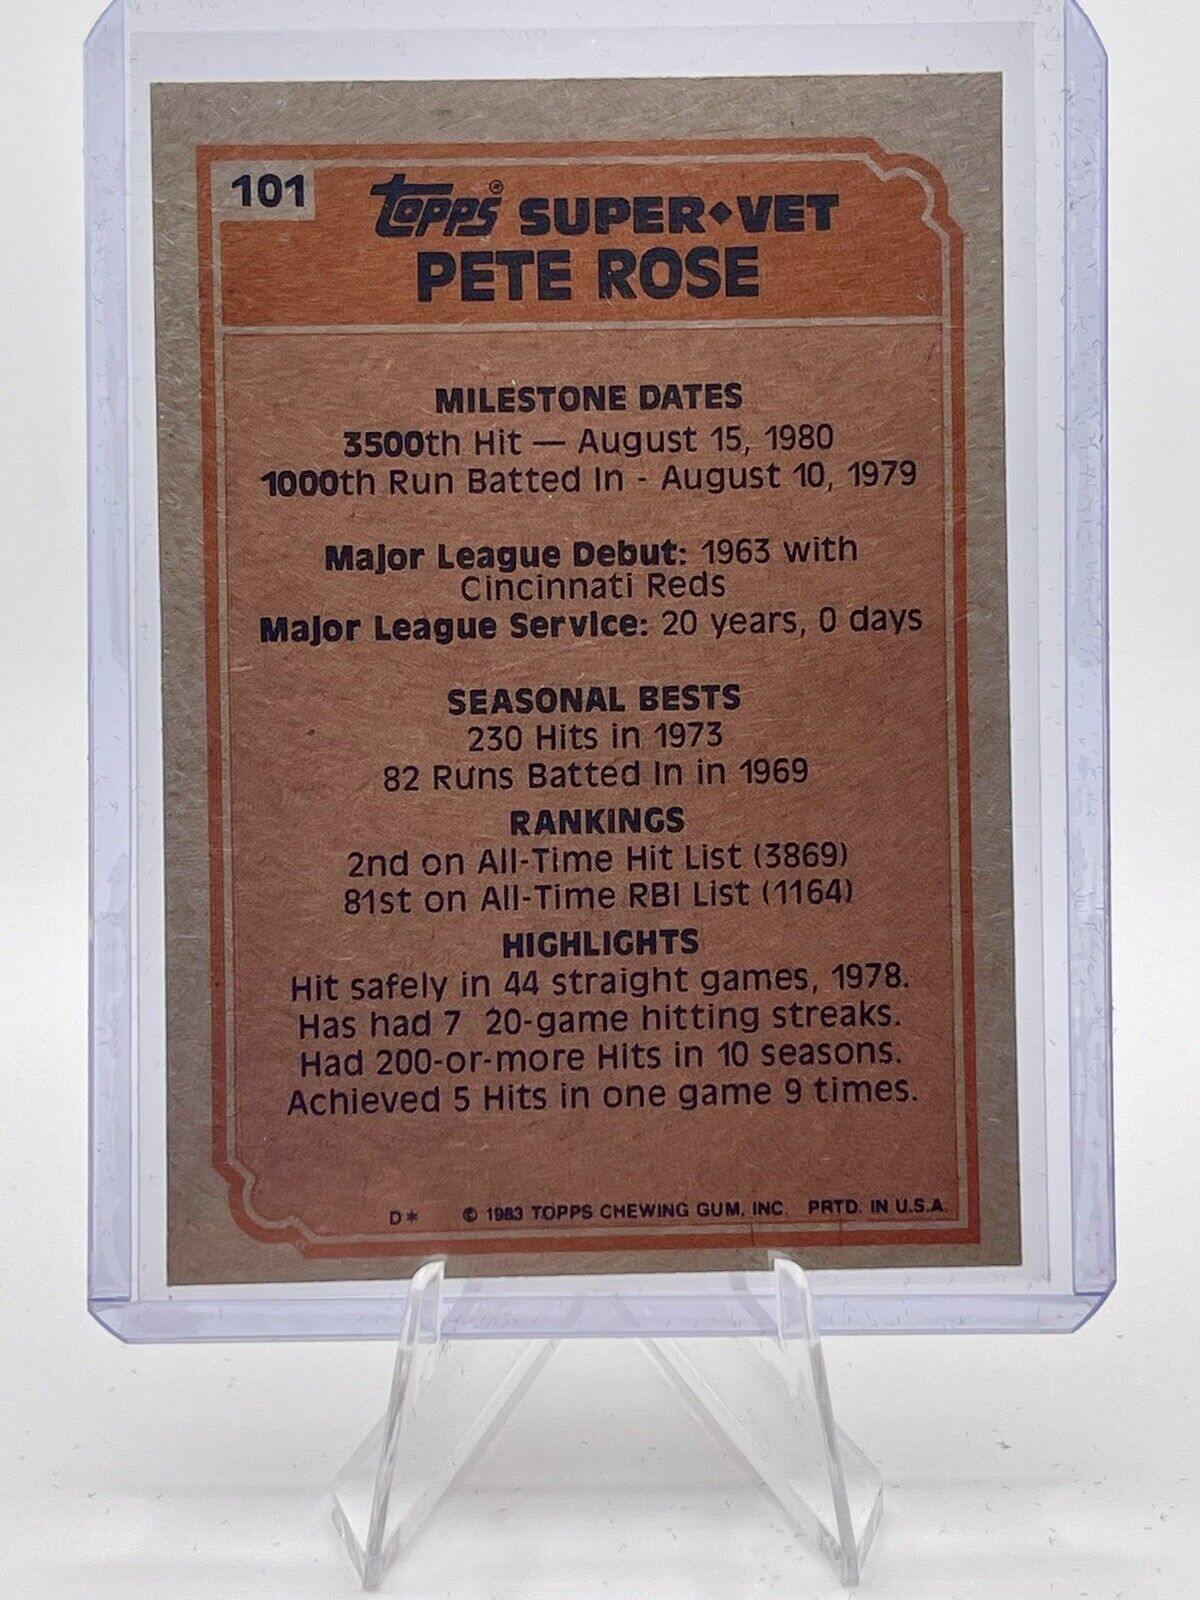 101
Topps® SUPER◆VET
PETE ROSE
MILESTONE DATES
3500th Hit — August 15, 1980
1000th Run Batted In - August 10, 1979
Major League Debut: 1963 with
Cincinnati Reds
Major League Service: 20 years, 0 days
SEASONAL BESTS
230 Hits in 1973
82 Runs Batted In in 1969
RANKINGS
2nd on All-Time Hit List (3869)
81st on All-Time RBI List (1164)
HIGHLIGHTS
Hit safely in 44 straight games, 1978.
Has had 7 20-game hitting streaks.
Had 200-or-more Hits in 10 seasons.
Achieved 5 Hits in one game 9 times.
D* © 1983 TOPPS CHEWING GUM, INC. PRTD. IN U.S.A.